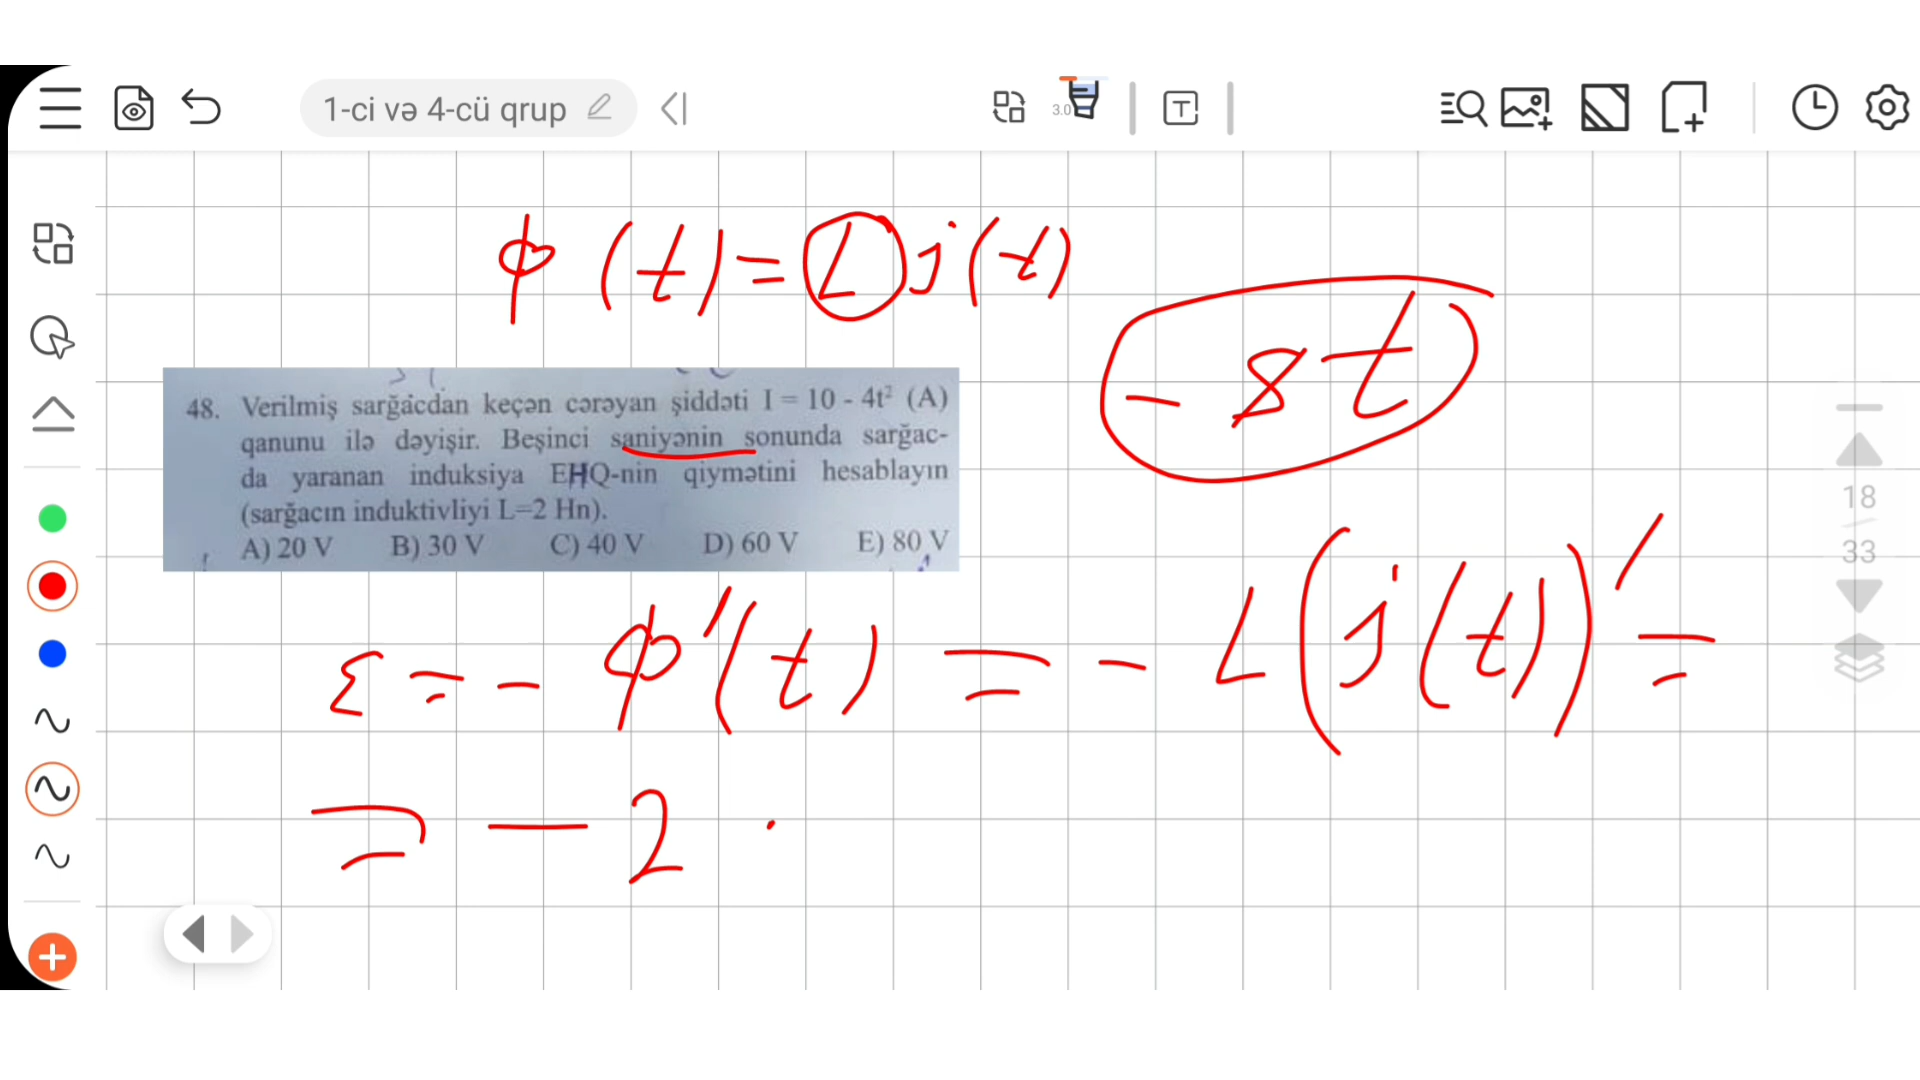 1-ci və 4-cü qrup
3.0
T
ϕ(t) = L i(t)
- 8t
48. Verilmiş sarğacdan keçən cərəyan şiddəti I = 10 - 4t² (A)
qanunu ilə dəyişir. Beşinci saniyənin sonunda sarğac-
da yaranan induksiya EHQ-nin qiymətini hesablayın
(sarğacın induktivliyi L=2 Hn).
A) 20 V B) 30 V C) 40 V D) 60 V E) 80 V
18
33
ε = - ϕ'(t) = - L (i(t))' =
= - 2 ·